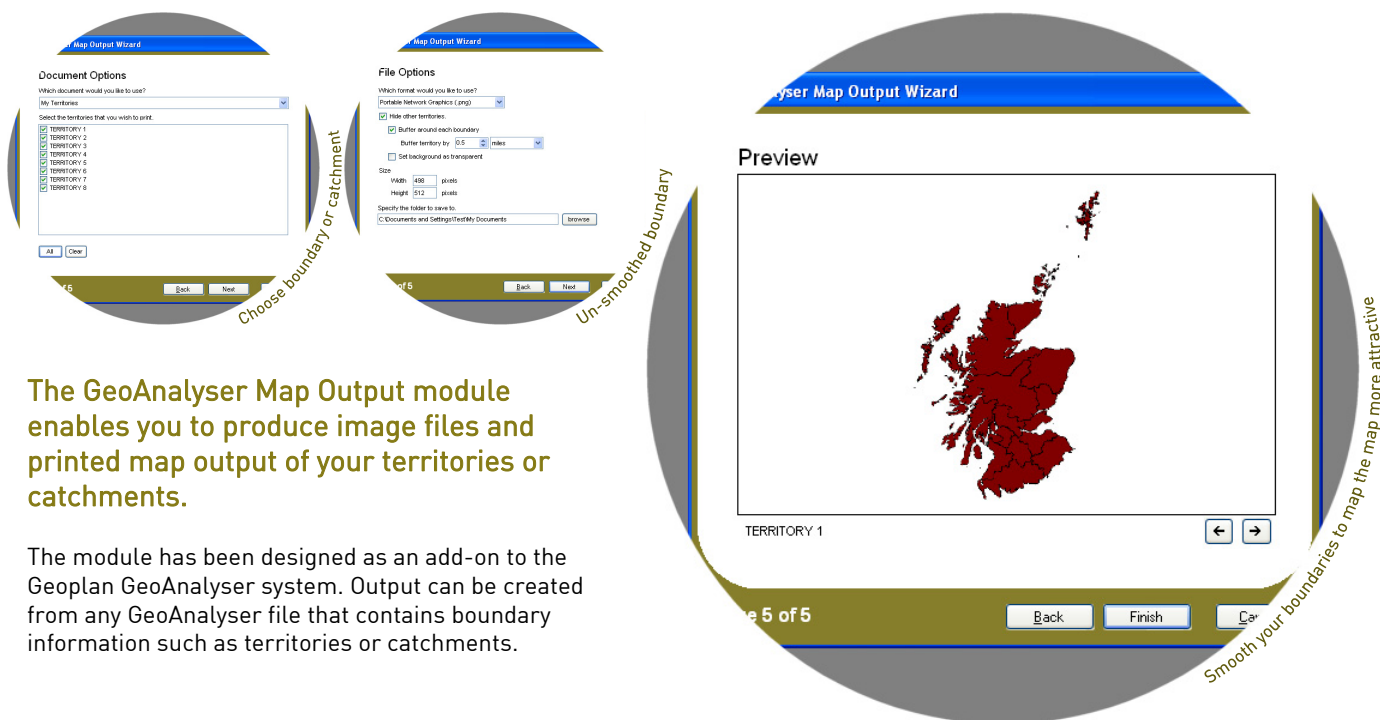 Map Output Wizard
Document Options
Which document would you like to use?
My Territories
Select the territories that you wish to print.
TERRITORY 1
TERRITORY 2
TERRITORY 3
TERRITORY 4
TERRITORY 5
TERRITORY 6
TERRITORY 7
TERRITORY 8
All
Clear
of 5
Back
Next
Choose boundary or catchment
Map Output Wizard
File Options
Which format would you like to use?
Portable Network Graphics (.png)
Hide other territories.
Buffer around each boundary
Buffer territory by 0.5 miles
Set background as transparent
Size
Width 498 pixels
Height 512 pixels
Specify the folder to save to.
C:\Documents and Settings\Test\My Documents
browse
of 5
Back
Next
Un-smoothed boundary
yser Map Output Wizard
Preview
TERRITORY 1
e 5 of 5
Back
Finish
Ca
Smooth your boundaries to map the map more attractive
The GeoAnalyser Map Output module
enables you to produce image files and
printed map output of your territories or
catchments.
The module has been designed as an add-on to the
Geoplan GeoAnalyser system. Output can be created
from any GeoAnalyser file that contains boundary
information such as territories or catchments.